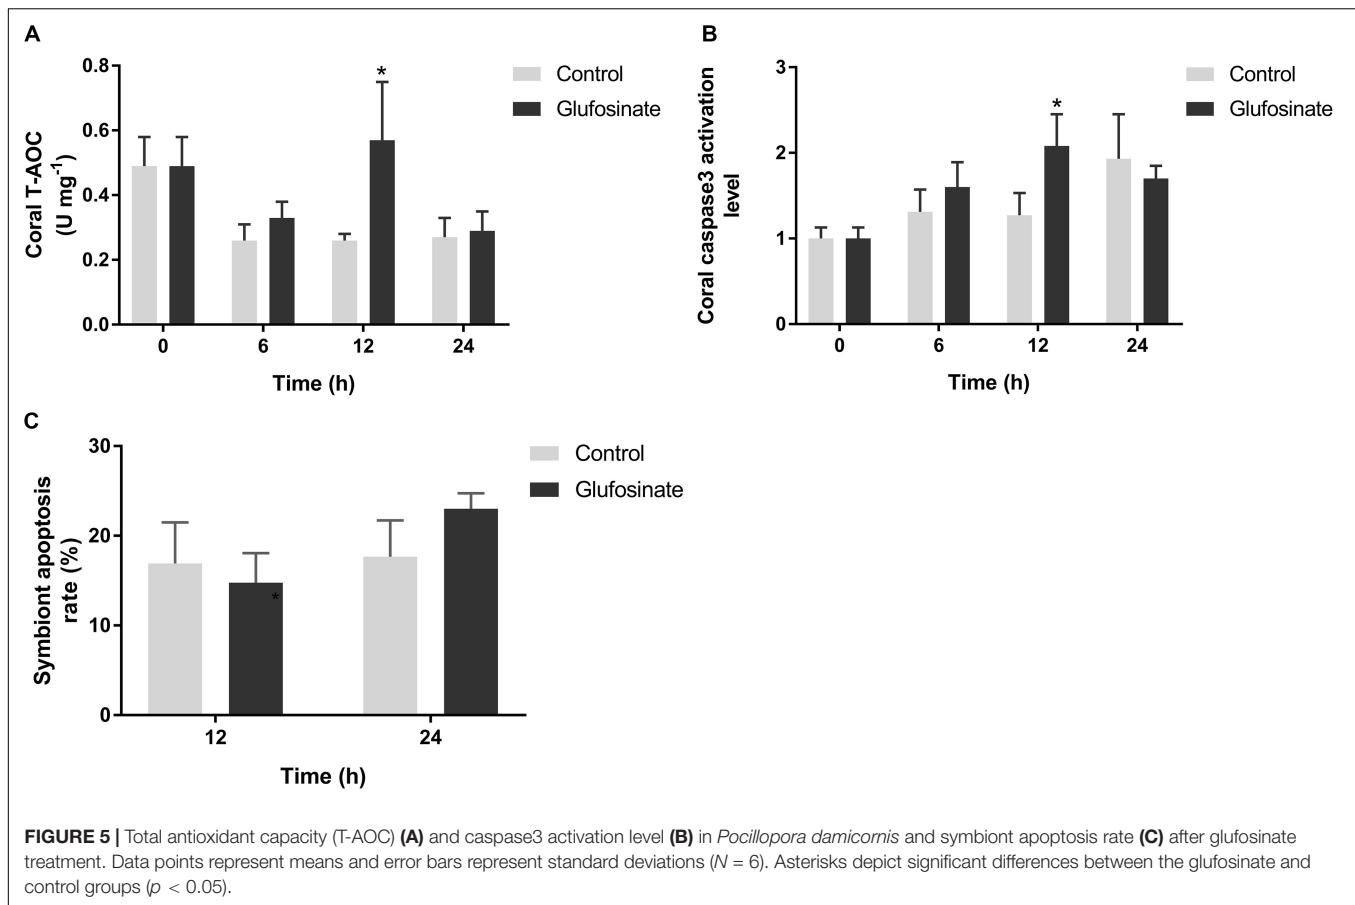 A
Coral T-AOC
(U mg⁻¹)
0.8
0.6
0.4
0.2
0.0
*
0
6
12
24
Time (h)
Control
Glufosinate
B
Coral caspase3 activation
level
3
2
1
0
*
0
6
12
24
Time (h)
Control
Glufosinate
C
Symbiont apoptosis
rate (%)
30
20
10
0
*
12
24
Time (h)
Control
Glufosinate
FIGURE 5 | Total antioxidant capacity (T-AOC) (A) and caspase3 activation level (B) in Pocillopora damicornis and symbiont apoptosis rate (C) after glufosinate
treatment. Data points represent means and error bars represent standard deviations (N = 6). Asterisks depict significant differences between the glufosinate and
control groups (p < 0.05).